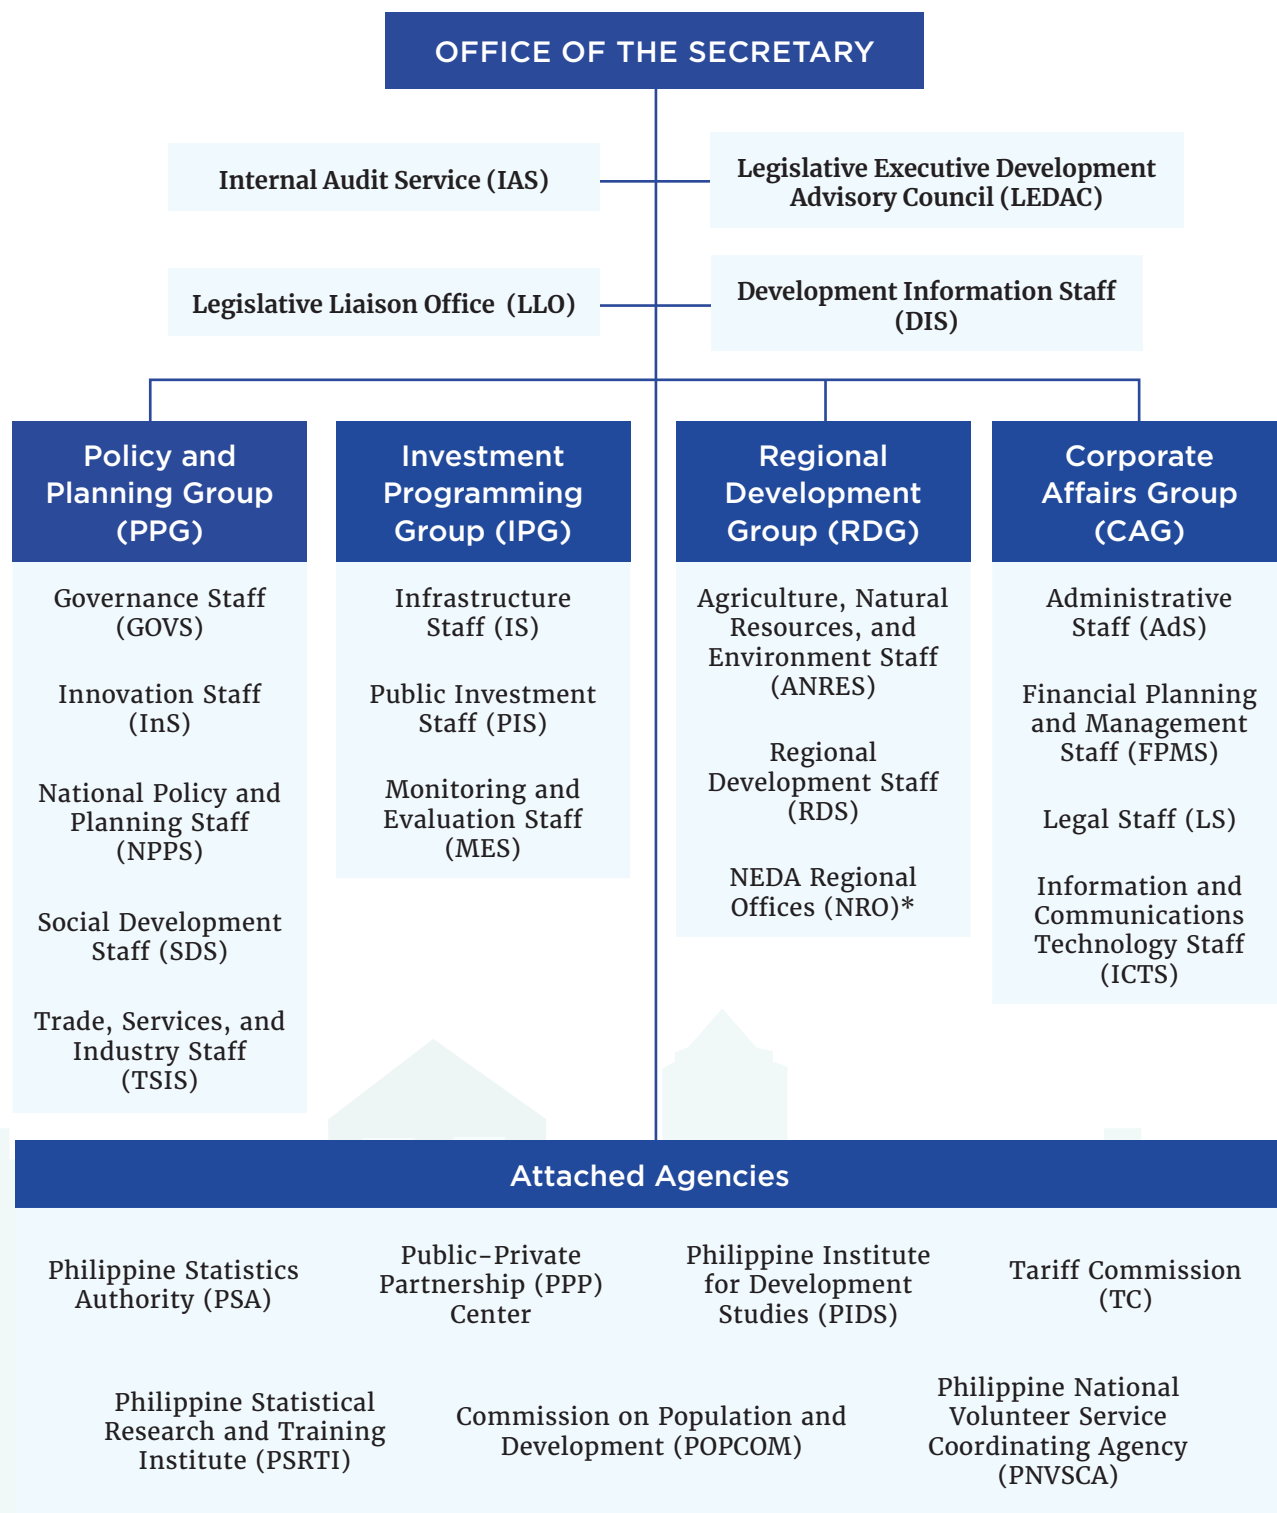 OFFICE OF THE SECRETARY
Internal Audit Service (IAS)
Legislative Executive Development
Advisory Council (LEDAC)
Legislative Liaison Office (LLO)
Development Information Staff
(DIS)
Policy and
Planning Group
(PPG)
Governance Staff
(GOVS)
Innovation Staff
(InS)
National Policy and
Planning Staff
(NPPS)
Social Development
Staff (SDS)
Trade, Services, and
Industry Staff
(TSIS)
Investment
Programming
Group (IPG)
Infrastructure
Staff (IS)
Public Investment
Staff (PIS)
Monitoring and
Evaluation Staff
(MES)
Regional
Development
Group (RDG)
Agriculture, Natural
Resources, and
Environment Staff
(ANRES)
Regional
Development Staff
(RDS)
NEDA Regional
Offices (NRO)*
Corporate
Affairs Group
(CAG)
Administrative
Staff (AdS)
Financial Planning
and Management
Staff (FPMS)
Legal Staff (LS)
Information and
Communications
Technology Staff
(ICTS)
Attached Agencies
Philippine Statistics
Authority (PSA)
Public-Private
Partnership (PPP)
Center
Philippine Institute
for Development
Studies (PIDS)
Tariff Commission
(TC)
Philippine Statistical
Research and Training
Institute (PSRTI)
Commission on Population and
Development (POPCOM)
Philippine National
Volunteer Service
Coordinating Agency
(PNVSCA)